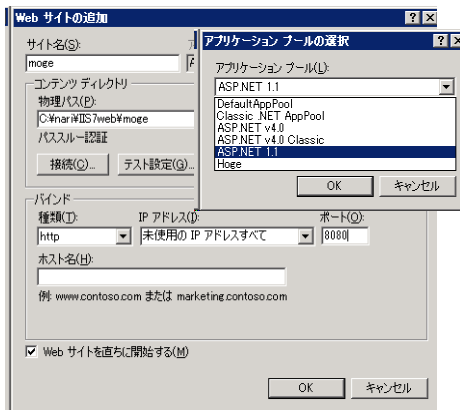 Web サイトの追加
サイト名(S):
moge
コンテンツ ディレクトリ
物理パス(P):
C:¥nari¥IIS7web¥moge
パススルー認証
接続(C)...
テスト設定(G)...
バインド
種類(T):
IP アドレス(I):
ポート(O):
http
未使用の IP アドレスすべて
8080
ホスト名(H):
例: www.contoso.com または marketing.contoso.com
Web サイトを直ちに開始する(M)
OK
キャンセル
アプリケーション プールの選択
アプリケーション プール(L):
ASP.NET 1.1
DefaultAppPool
Classic .NET AppPool
ASP.NET v4.0
ASP.NET v4.0 Classic
ASP.NET 1.1
Hoge
OK
キャンセル